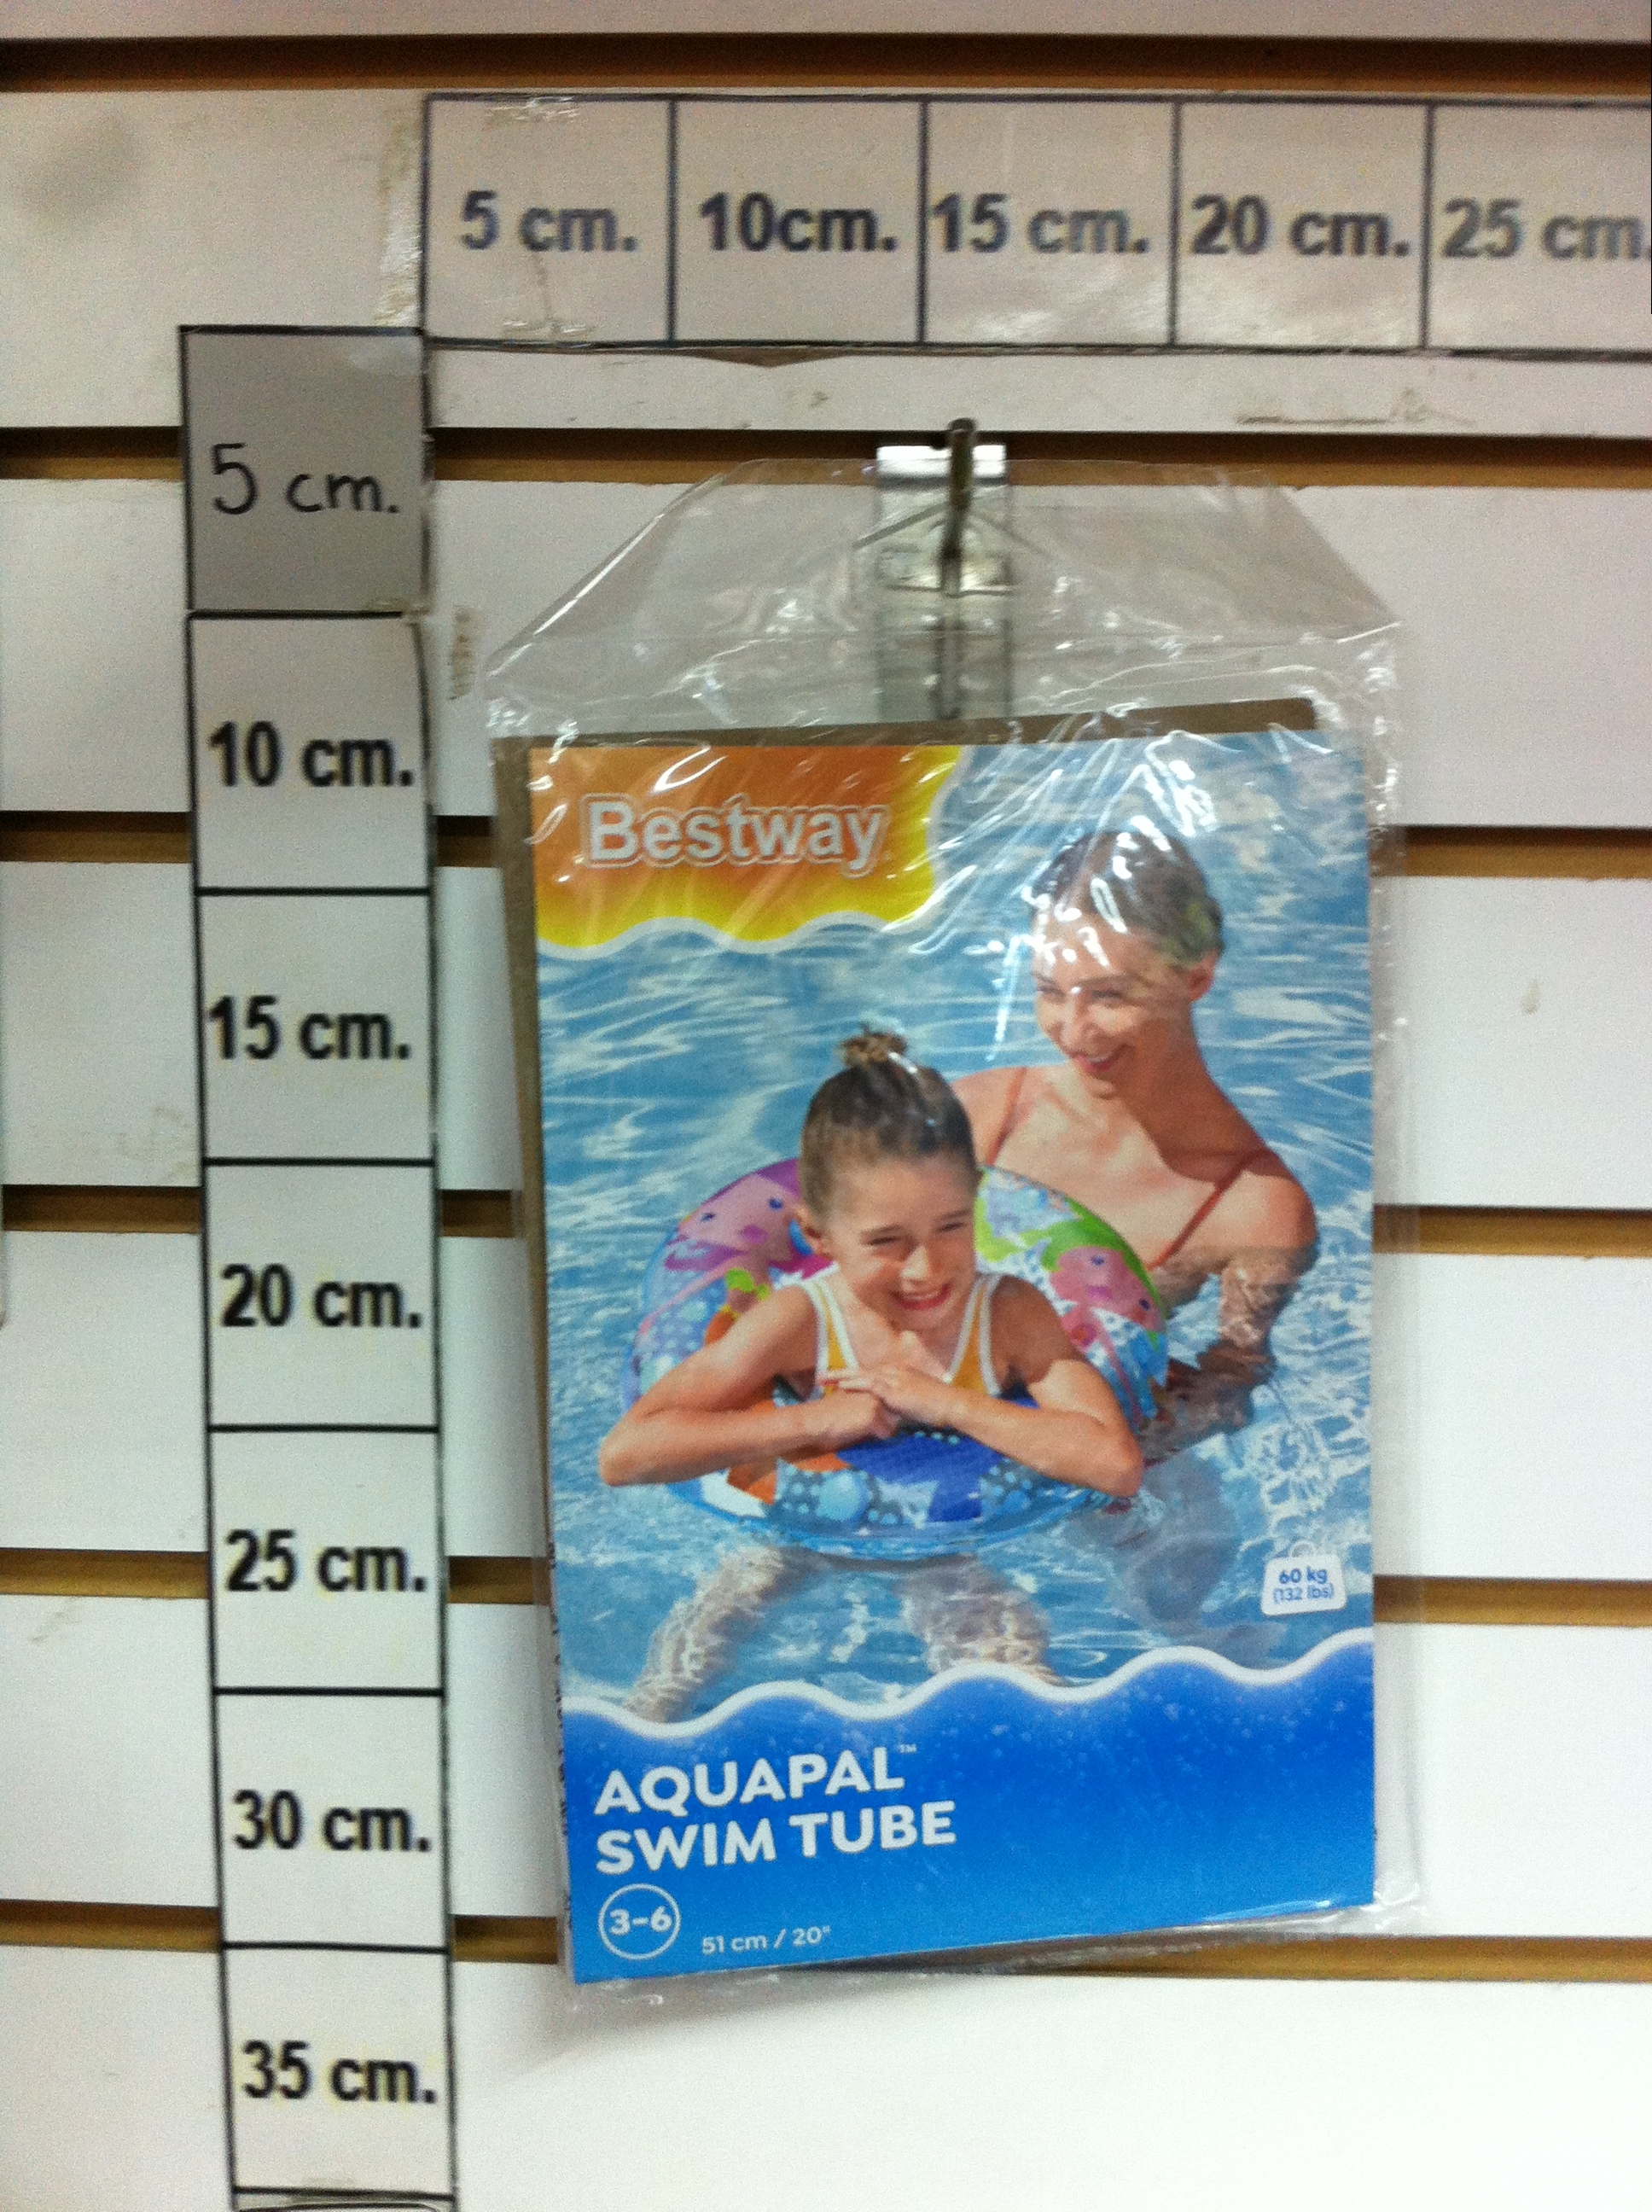 5 cm.
10cm.
15 cm.
20 cm.
25 cm.
5 cm.
10 cm.
15 cm.
20 cm.
25 cm.
30 cm.
35 cm.
Bestway
60 kg
(132 lbs)
AQUAPAL™
SWIM TUBE
3-6
51 cm / 20"